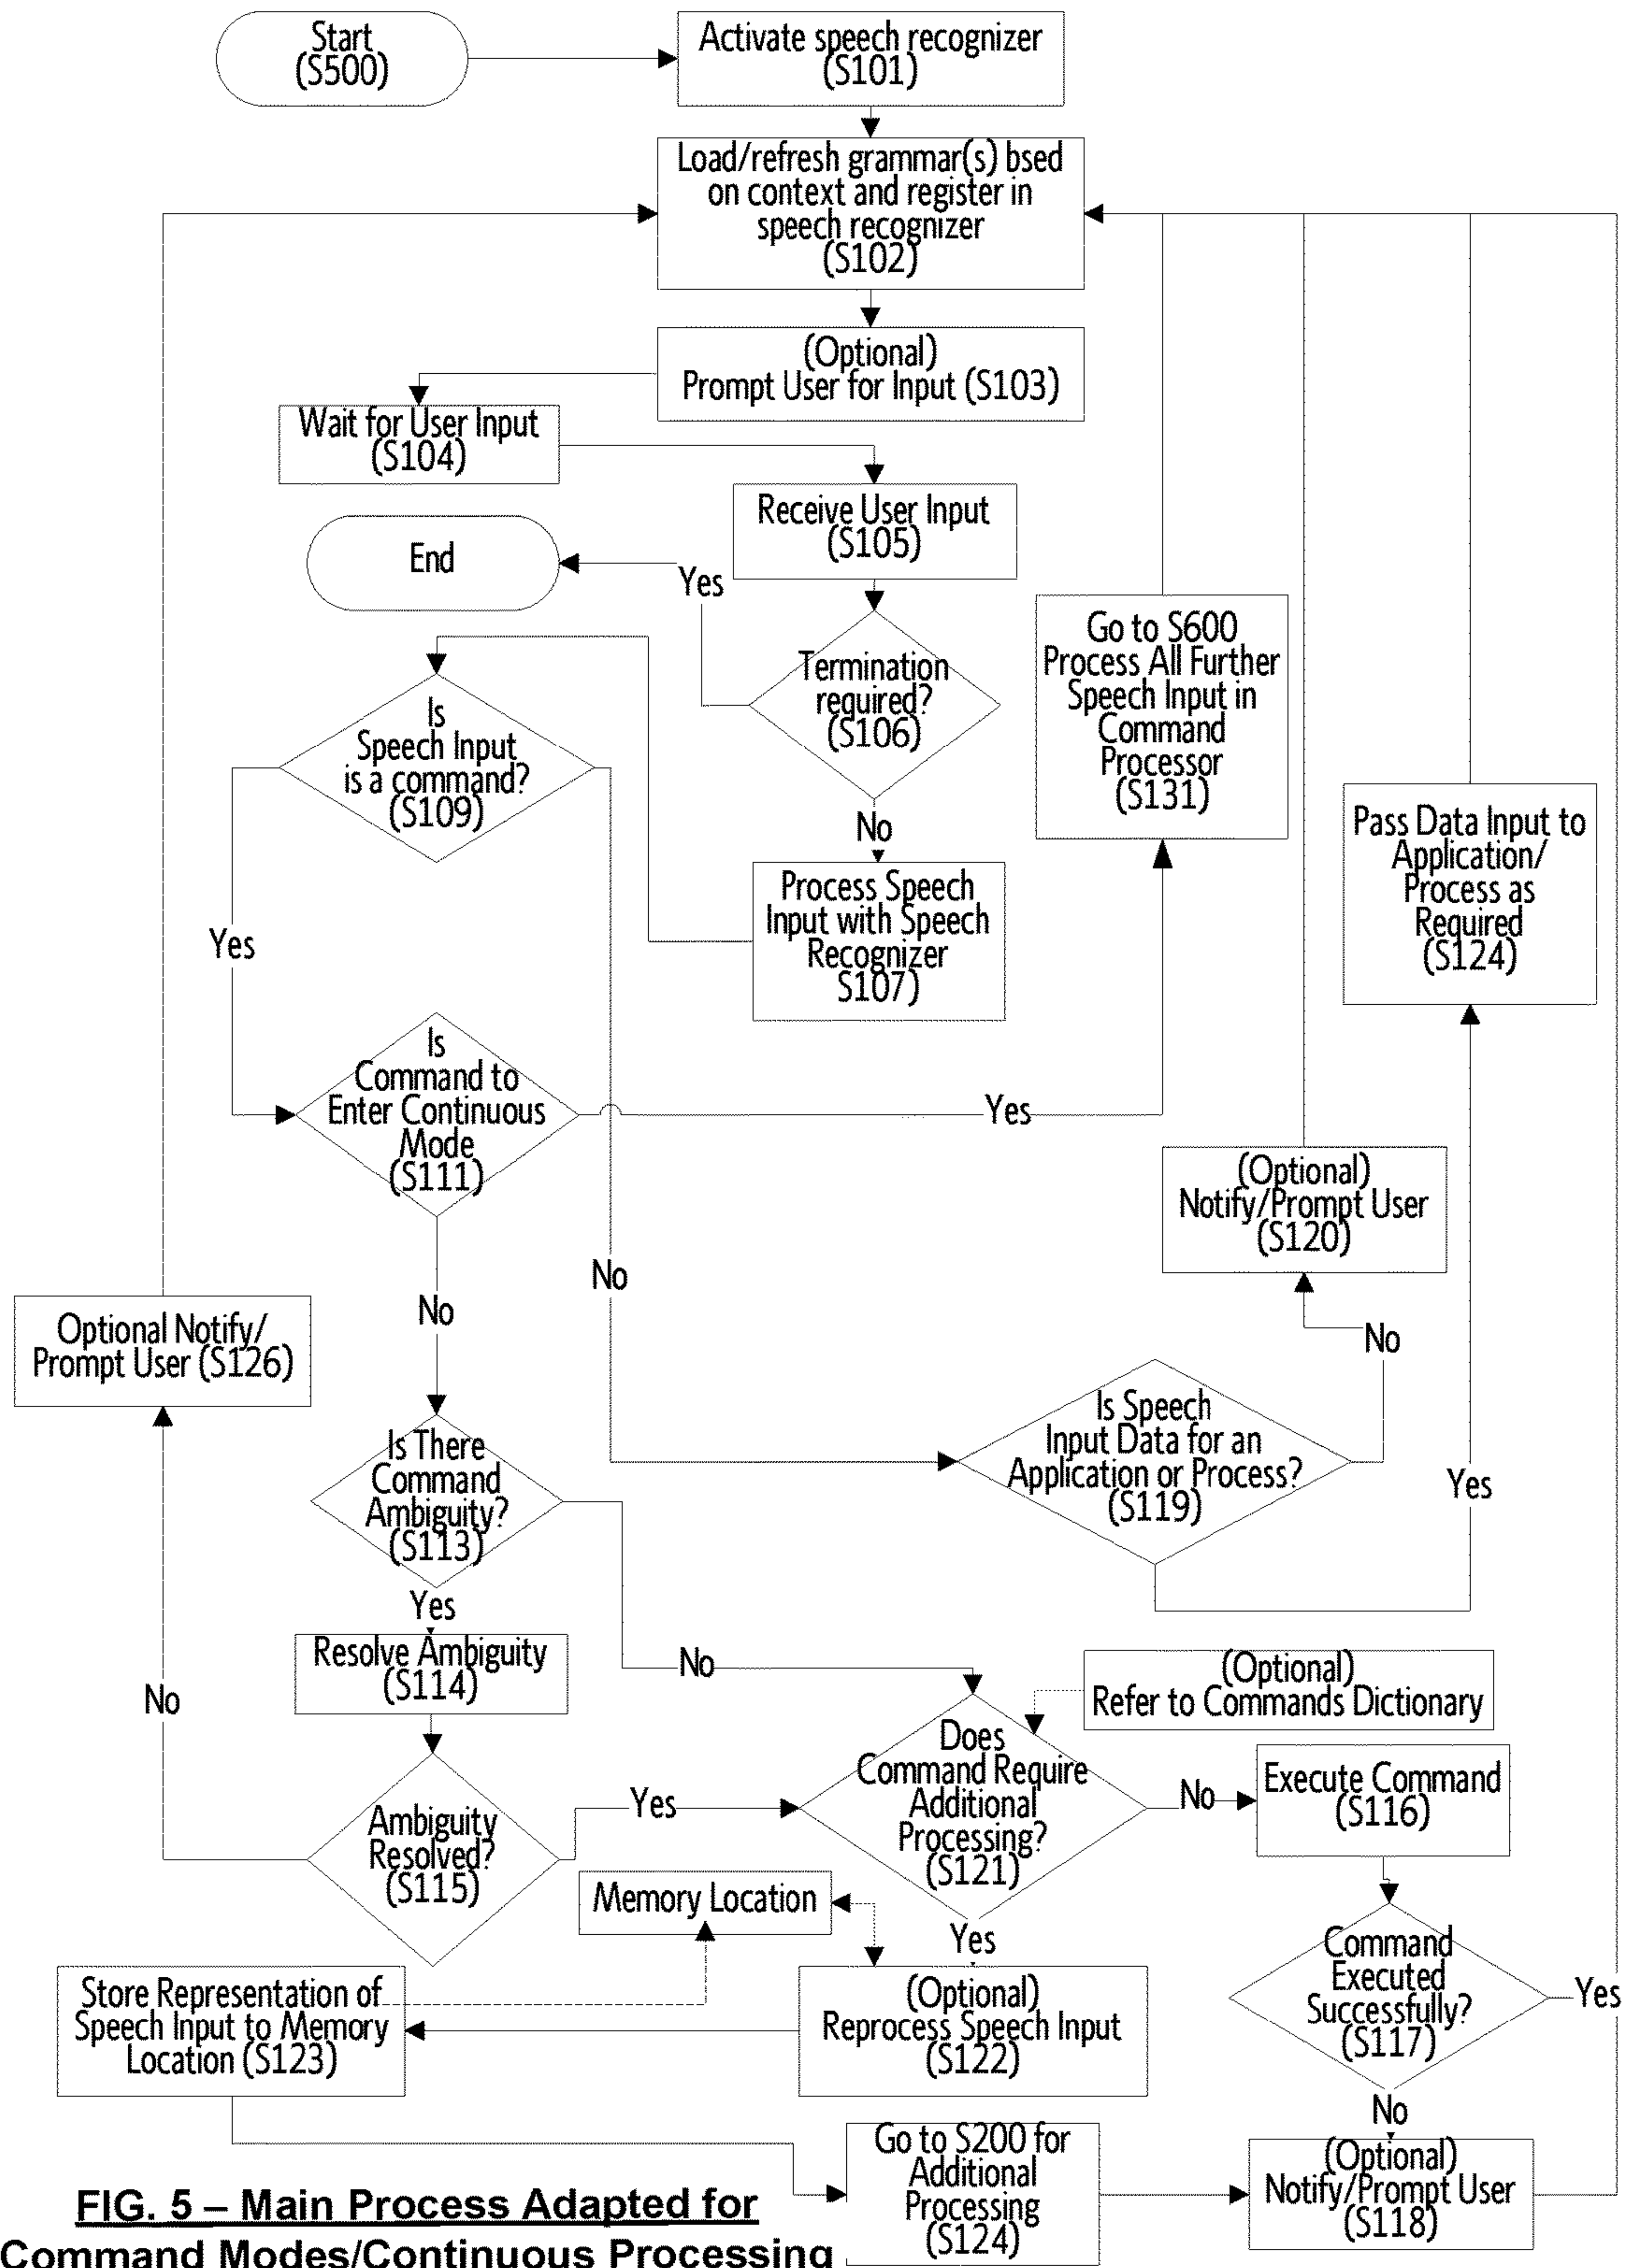 Start
(S500)
Activate speech recognizer
(S101)
Load/refresh grammar(s) bsed
on context and register in
speech recognizer
(S102)
(Optional)
Prompt User for Input (S103)
Wait for User Input
(S104)
Receive User Input
(S105)
End
Yes
Termination
required?
(S106)
No
Is
Speech Input
is a command?
(S109)
Go to S600
Process All Further
Speech Input in
Command
Processor
(S131)
Pass Data Input to
Application/
Process as
Required
(S124)
Process Speech
Input with Speech
Recognizer
S107)
Yes
Is
Command to
Enter Continuous
Mode
(S111)
Yes
(Optional)
Notify/Prompt User
(S120)
No
No
Optional Notify/
Prompt User (S126)
No
Is Speech
Input Data for an
Application or Process?
(S119)
Yes
Is There
Command
Ambiguity?
(S113)
Yes
Resolve Ambiguity
(S114)
No
No
(Optional)
Refer to Commands Dictionary
Does
Command Require
Additional
Processing?
(S121)
No
Execute Command
(S116)
Ambiguity
Resolved?
(S115)
Yes
Memory Location
Yes
Command
Executed
Successfully?
(S117)
Yes
Store Representation of
Speech Input to Memory
Location (S123)
(Optional)
Reprocess Speech Input
(S122)
No
Go to S200 for
Additional
Processing
(S124)
(Optional)
Notify/Prompt User
(S118)
FIG. 5 – Main Process Adapted for
Command Modes/Continuous Processing